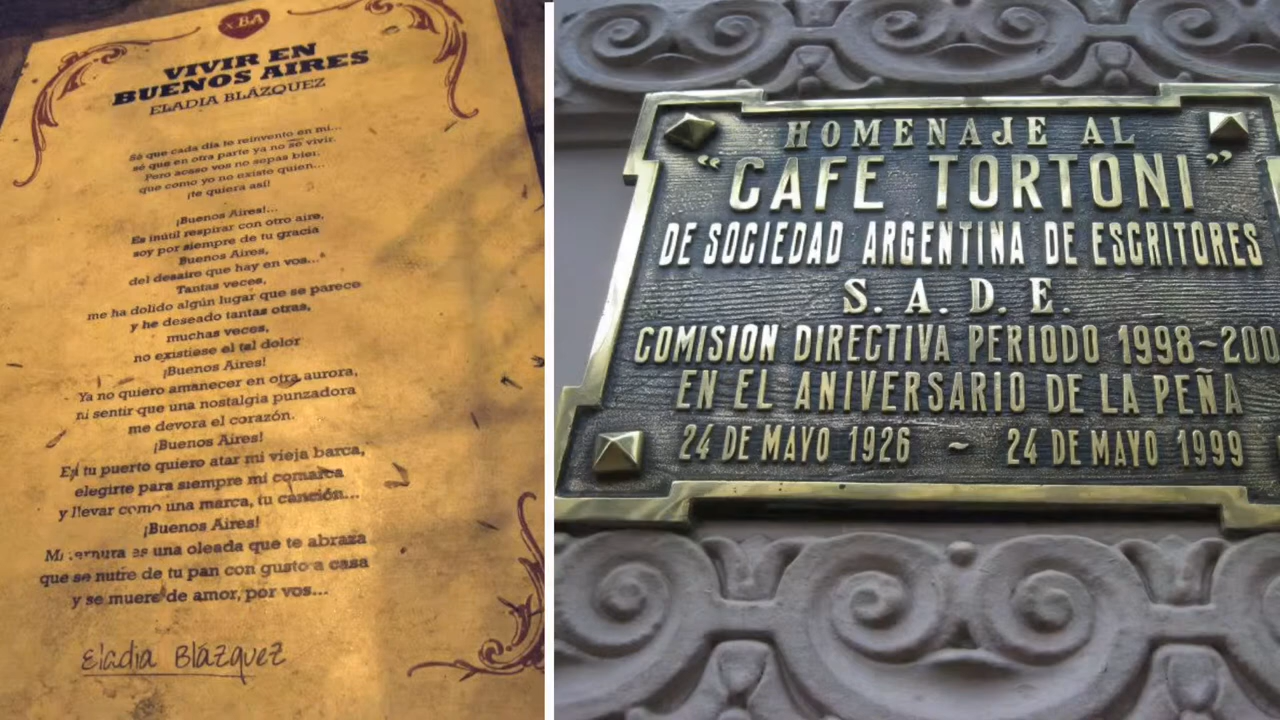 xBA
VIVIR EN
BUENOS AIRES
ELADIA BLÁZQUEZ
Sé que cada día te reinvento en mí...
sé que en otra parte ya no sé vivir.
Pero acaso vos no sepas bien,
que como yo no existe quien...
¡te quiera así!
¡Buenos Aires!...
Es inútil respirar con otro aire,
soy por siempre de tu gracia
Buenos Aires,
del desaire que hay en vos...
Tantas veces,
me ha dolido algún lugar que se parece
y he deseado tantas otras,
muchas veces,
no existiese el tal dolor
¡Buenos Aires!
Ya no quiero amanecer en otra aurora,
ni sentir que una nostalgia punzadora
me devora el corazón.
¡Buenos Aires!
En tu puerto quiero atar mi vieja barca,
elegirte para siempre mi comarca
y llevar como una marca, tu canción...
¡Buenos Aires!
Mi ternura es una oleada que te abraza
que se nutre de tu pan con gusto a casa
y se muere de amor, por vos...
Eladia Blázquez
HOMENAJE AL
"CAFE TORTONI"
DE SOCIEDAD ARGENTINA DE ESCRITORES
S. A. D. E.
COMISION DIRECTIVA PERIODO 1998~200
EN EL ANIVERSARIO DE LA PEÑA
24 DE MAYO 1926 ~ 24 DE MAYO 1999